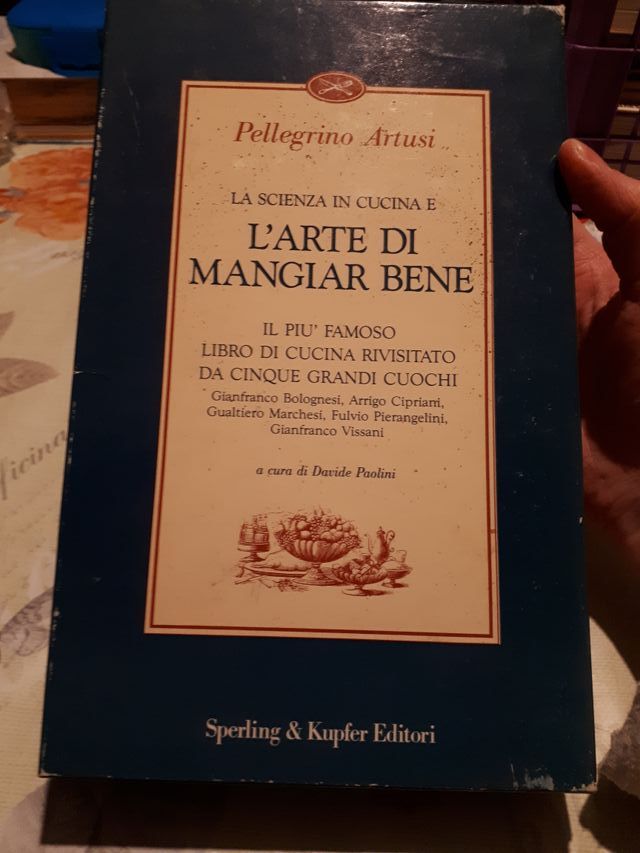 Pellegrino Artusi
LA SCIENZA IN CUCINA E
L'ARTE DI
MANGIAR BENE
IL PIU' FAMOSO
LIBRO DI CUCINA RIVISITATO
DA CINQUE GRANDI CUOCHI
Gianfranco Bolognesi, Arrigo Cipriani,
Gualtiero Marchesi, Fulvio Pierangelini,
Gianfranco Vissani
a cura di Davide Paolini
Sperling & Kupfer Editori
officina